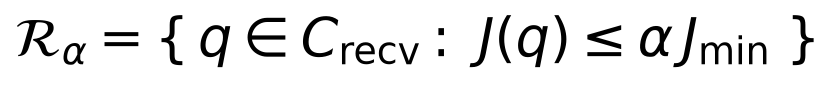 ℛ_α = { q ∈ C_recv : J(q) ≤ αJ_min }